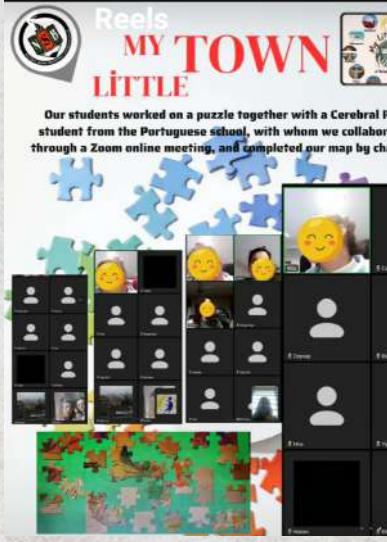 Reels
MY TOWN
LİTTLE
Our students worked on a puzzle together with a Cerebral P
student from the Portuguese school, with whom we collabor
through a Zoom online meeting, and completed our map by ch